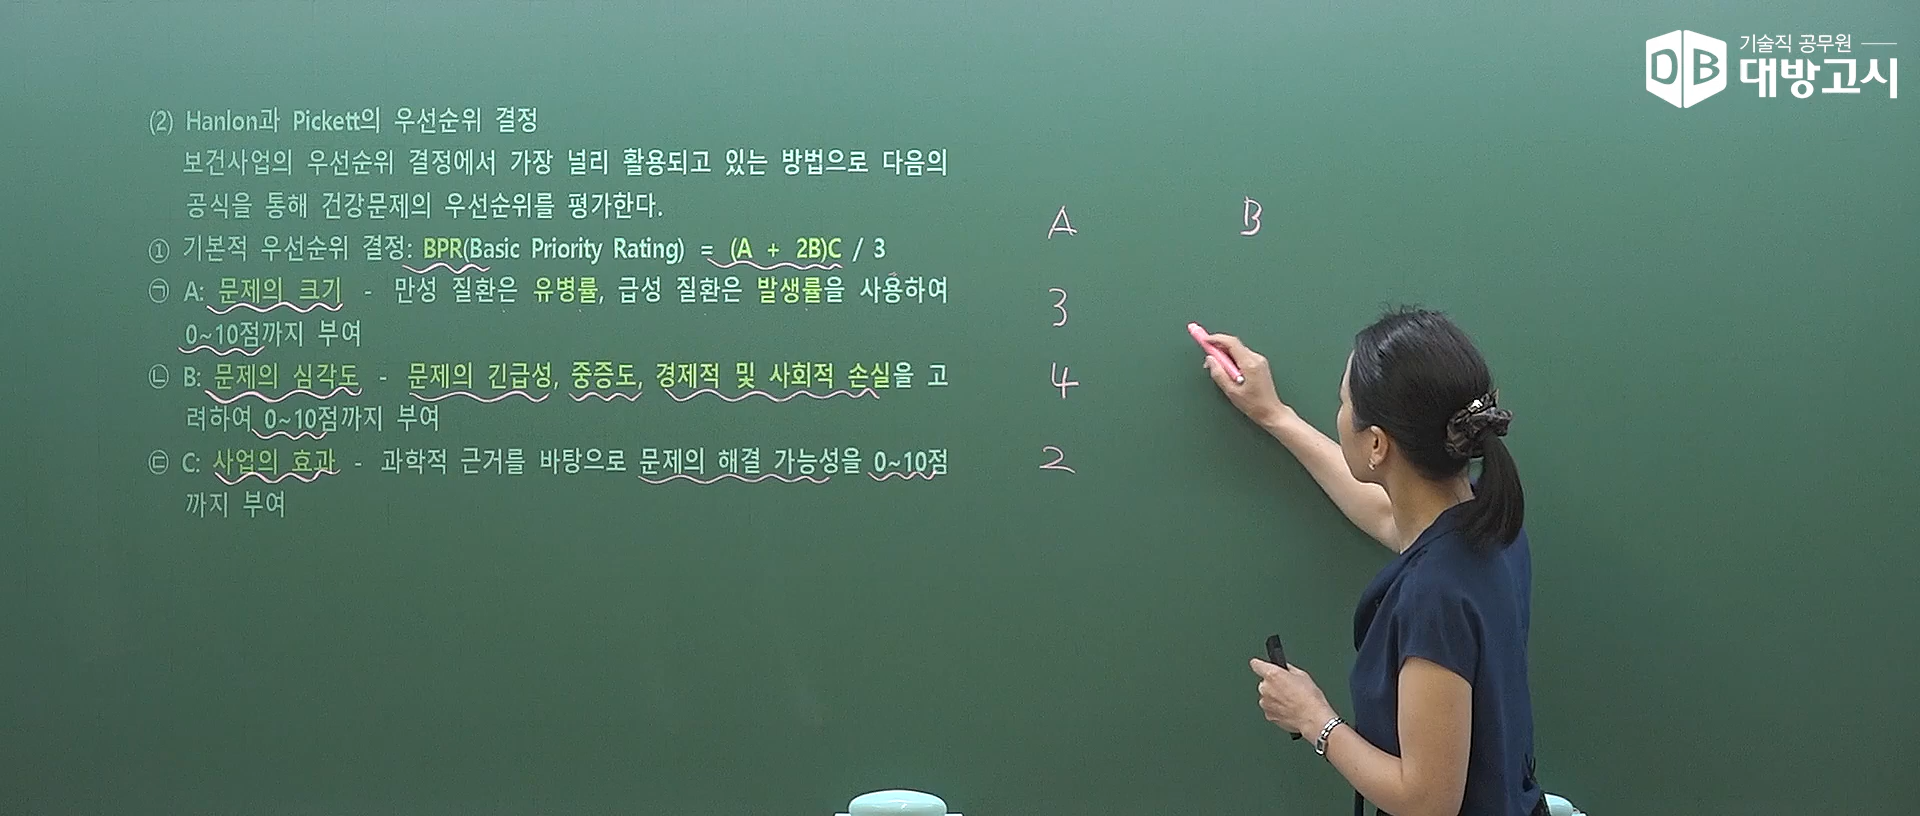 기술직 공무원
DB 대방고시
(2) Hanlon과 Pickett의 우선순위 결정
보건사업의 우선순위 결정에서 가장 널리 활용되고 있는 방법으로 다음의
공식을 통해 건강문제의 우선순위를 평가한다.
① 기본적 우선순위 결정: BPR(Basic Priority Rating) = (A + 2B)C / 3
㉠ A: 문제의 크기 - 만성 질환은 유병률, 급성 질환은 발생률을 사용하여
0~10점까지 부여
㉡ B: 문제의 심각도 - 문제의 긴급성, 중증도, 경제적 및 사회적 손실을 고
려하여 0~10점까지 부여
㉢ C: 사업의 효과 - 과학적 근거를 바탕으로 문제의 해결 가능성을 0~10점
까지 부여
A B
3
4
2